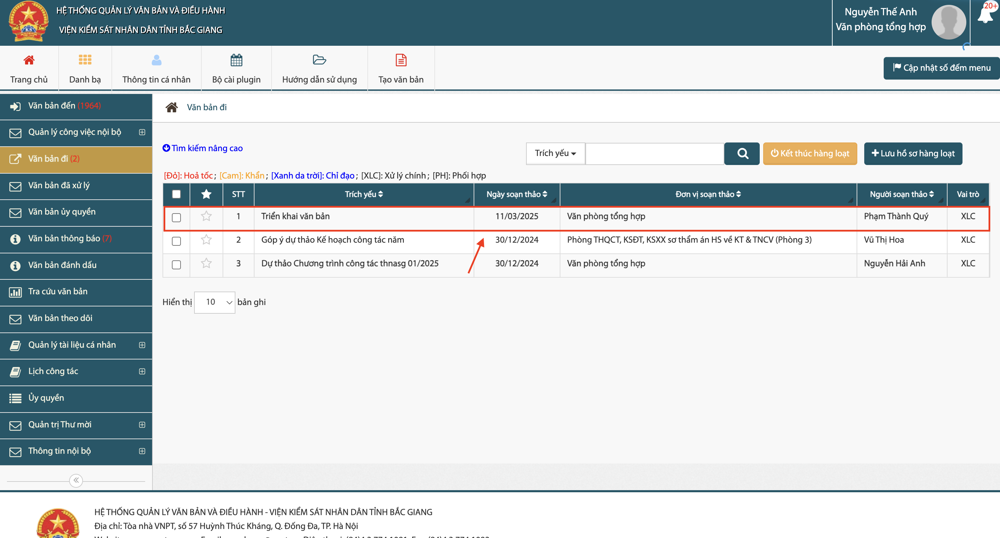 HỆ THỐNG QUẢN LÝ VĂN BẢN VÀ ĐIỀU HÀNH
VIỆN KIỂM SÁT NHÂN DÂN TỈNH BẮC GIANG
Nguyễn Thế Anh
Văn phòng tổng hợp
20+
Trang chủ
Danh bạ
Thông tin cá nhân
Bộ cài plugin
Hướng dẫn sử dụng
Tạo văn bản
Cập nhật số đếm menu
Văn bản đến (1964)
Quản lý công việc nội bộ
Văn bản đi (2)
Văn bản đã xử lý
Văn bản ủy quyền
Văn bản thông báo (7)
Văn bản đánh dấu
Tra cứu văn bản
Văn bản theo dõi
Quản lý tài liệu cá nhân
Lịch công tác
Ủy quyền
Quản trị Thư mời
Thông tin nội bộ
Văn bản đi
Tìm kiếm nâng cao
Trích yếu
Kết thúc hàng loạt
Lưu hồ sơ hàng loạt
[Đỏ]: Hoả tốc; [Cam]: Khẩn; [Xanh da trời]: Chỉ đạo; [XLC]: Xử lý chính; [PH]: Phối hợp
STT Trích yếu Ngày soạn thảo Đơn vị soạn thảo Người soạn thảo Vai trò
1 Triển khai văn bản 11/03/2025 Văn phòng tổng hợp Phạm Thành Quý XLC
2 Góp ý dự thảo Kế hoạch công tác năm 30/12/2024 Phòng THQCT, KSĐT, KSXX sơ thẩm án HS về KT & TNCV (Phòng 3) Vũ Thị Hoa XLC
3 Dự thảo Chương trình công tác thnasg 01/2025 30/12/2024 Văn phòng tổng hợp Nguyễn Hải Anh XLC
Hiển thị 10 bản ghi
HỆ THỐNG QUẢN LÝ VĂN BẢN VÀ ĐIỀU HÀNH - VIỆN KIỂM SÁT NHÂN DÂN TỈNH BẮC GIANG
Địa chỉ: Tòa nhà VNPT, số 57 Huỳnh Thúc Kháng, Q. Đống Đa, TP. Hà Nội